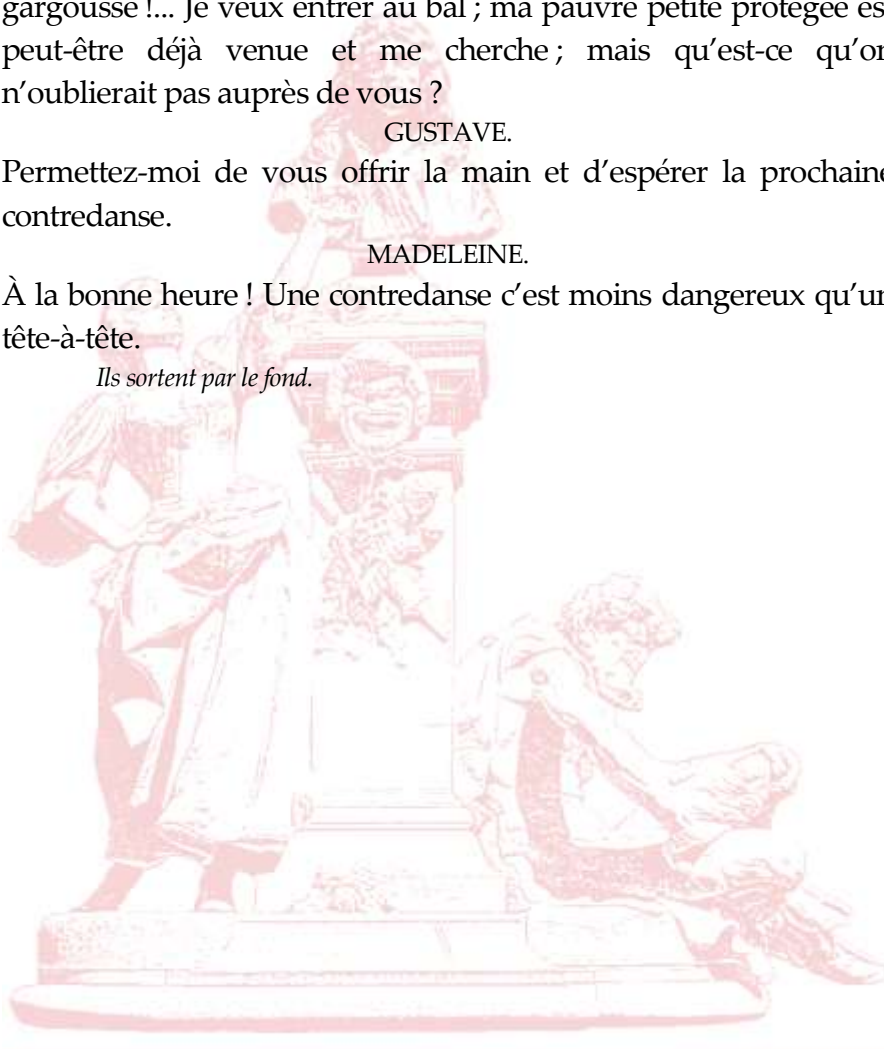 gargousse !... Je veux entrer au bal ; ma pauvre petite protégée es
peut-être déjà venue et me cherche ; mais qu’est-ce qu’on
n’oublierait pas auprès de vous ?
GUSTAVE.
Permettez-moi de vous offrir la main et d’espérer la prochaine
contredanse.
MADELEINE.
À la bonne heure ! Une contredanse c’est moins dangereux qu’un
tête-à-tête.
Ils sortent par le fond.